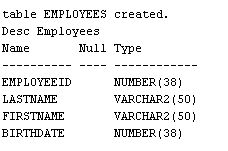 table EMPLOYEES created.
Desc Employees
Name       Null Type
---------- ---- ------------
EMPLOYEEID      NUMBER(38)
LASTNAME        VARCHAR2(50)
FIRSTNAME       VARCHAR2(50)
BIRTHDATE       NUMBER(38)